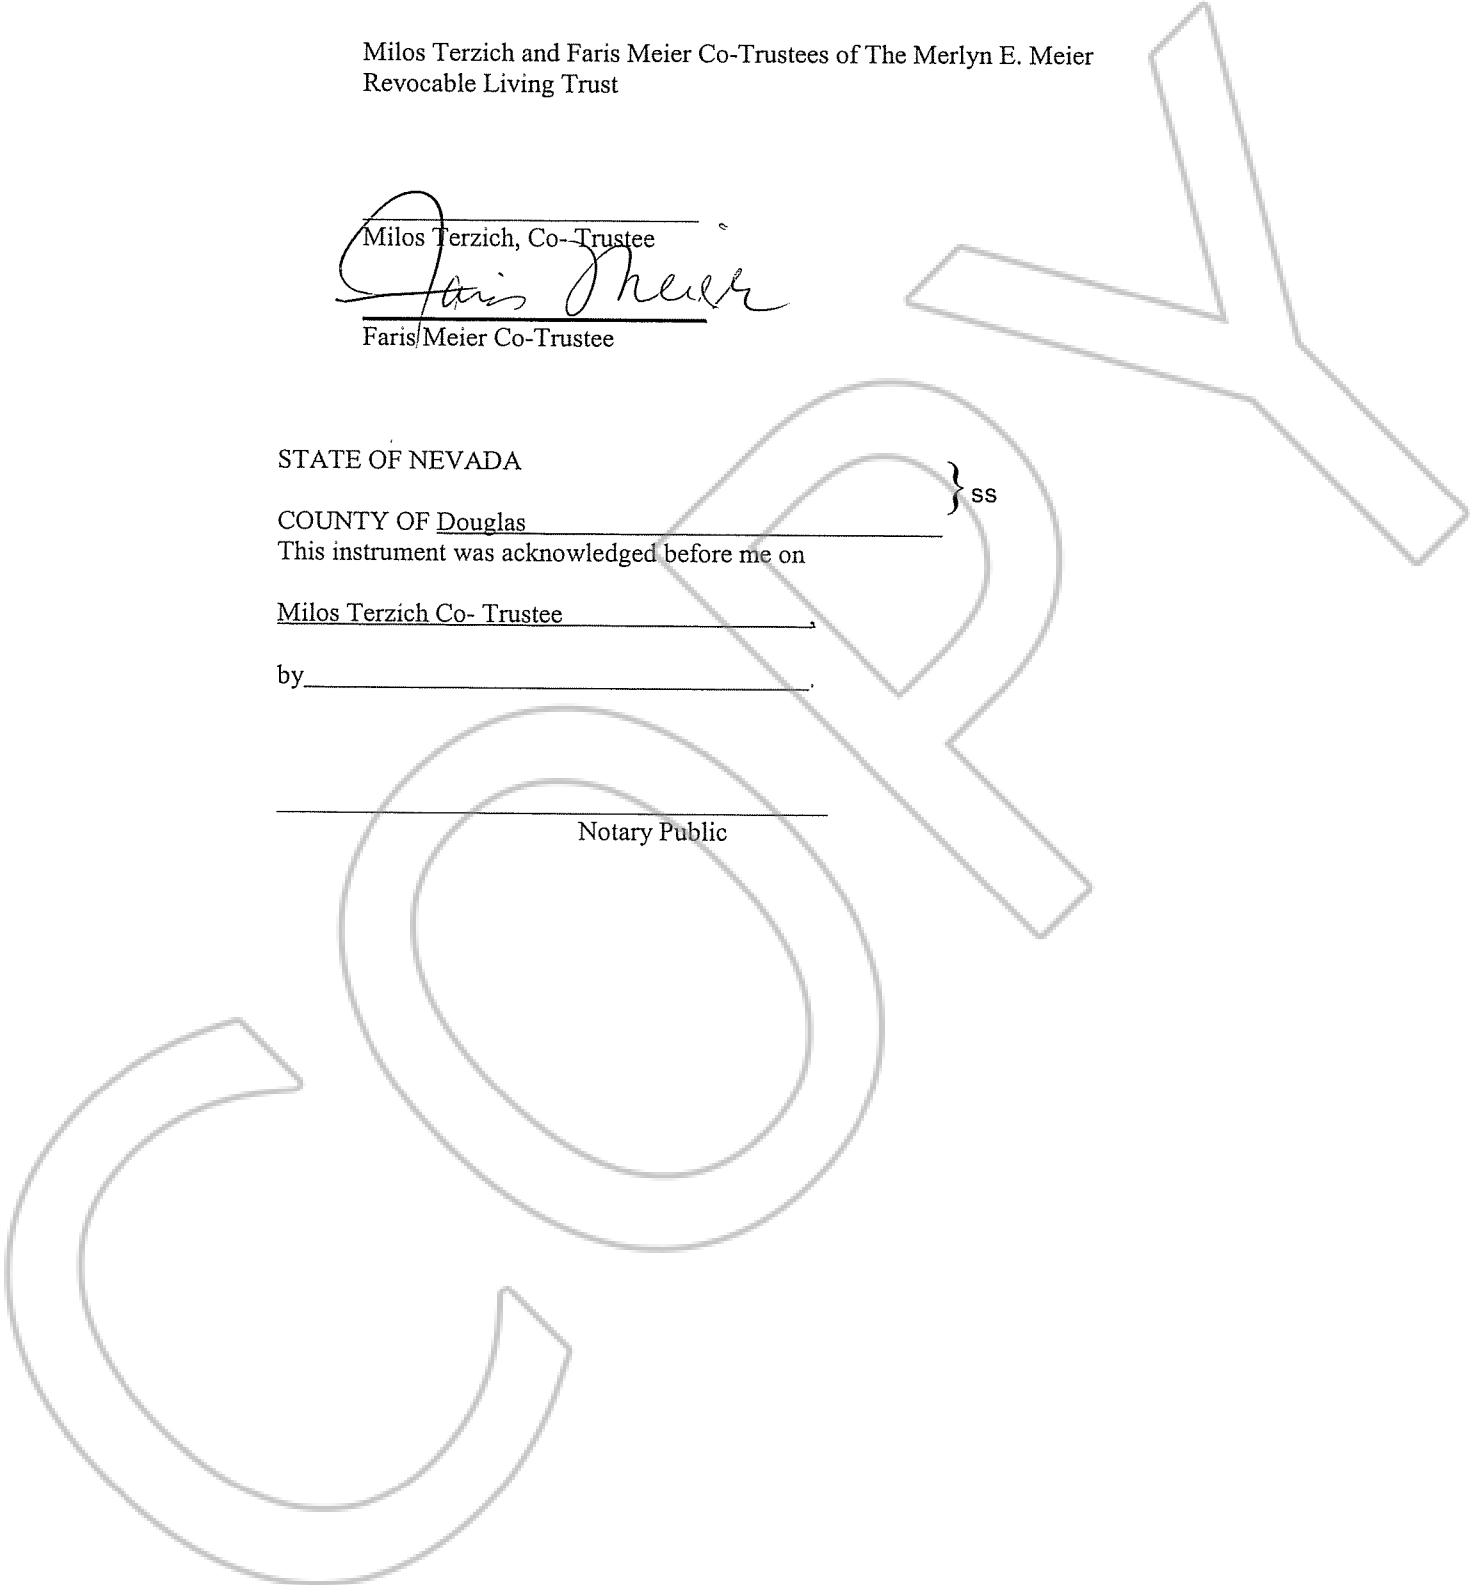 Milos Terzich and Faris Meier Co-Trustees of The Merlyn E. Meier
Revocable Living Trust
Milos Terzich, Co- Trustee
Faris Meier
Faris Meier Co-Trustee
STATE OF NEVADA
} ss
COUNTY OF Douglas
This instrument was acknowledged before me on
Milos Terzich Co- Trustee ,
by .
Notary Public
COPY